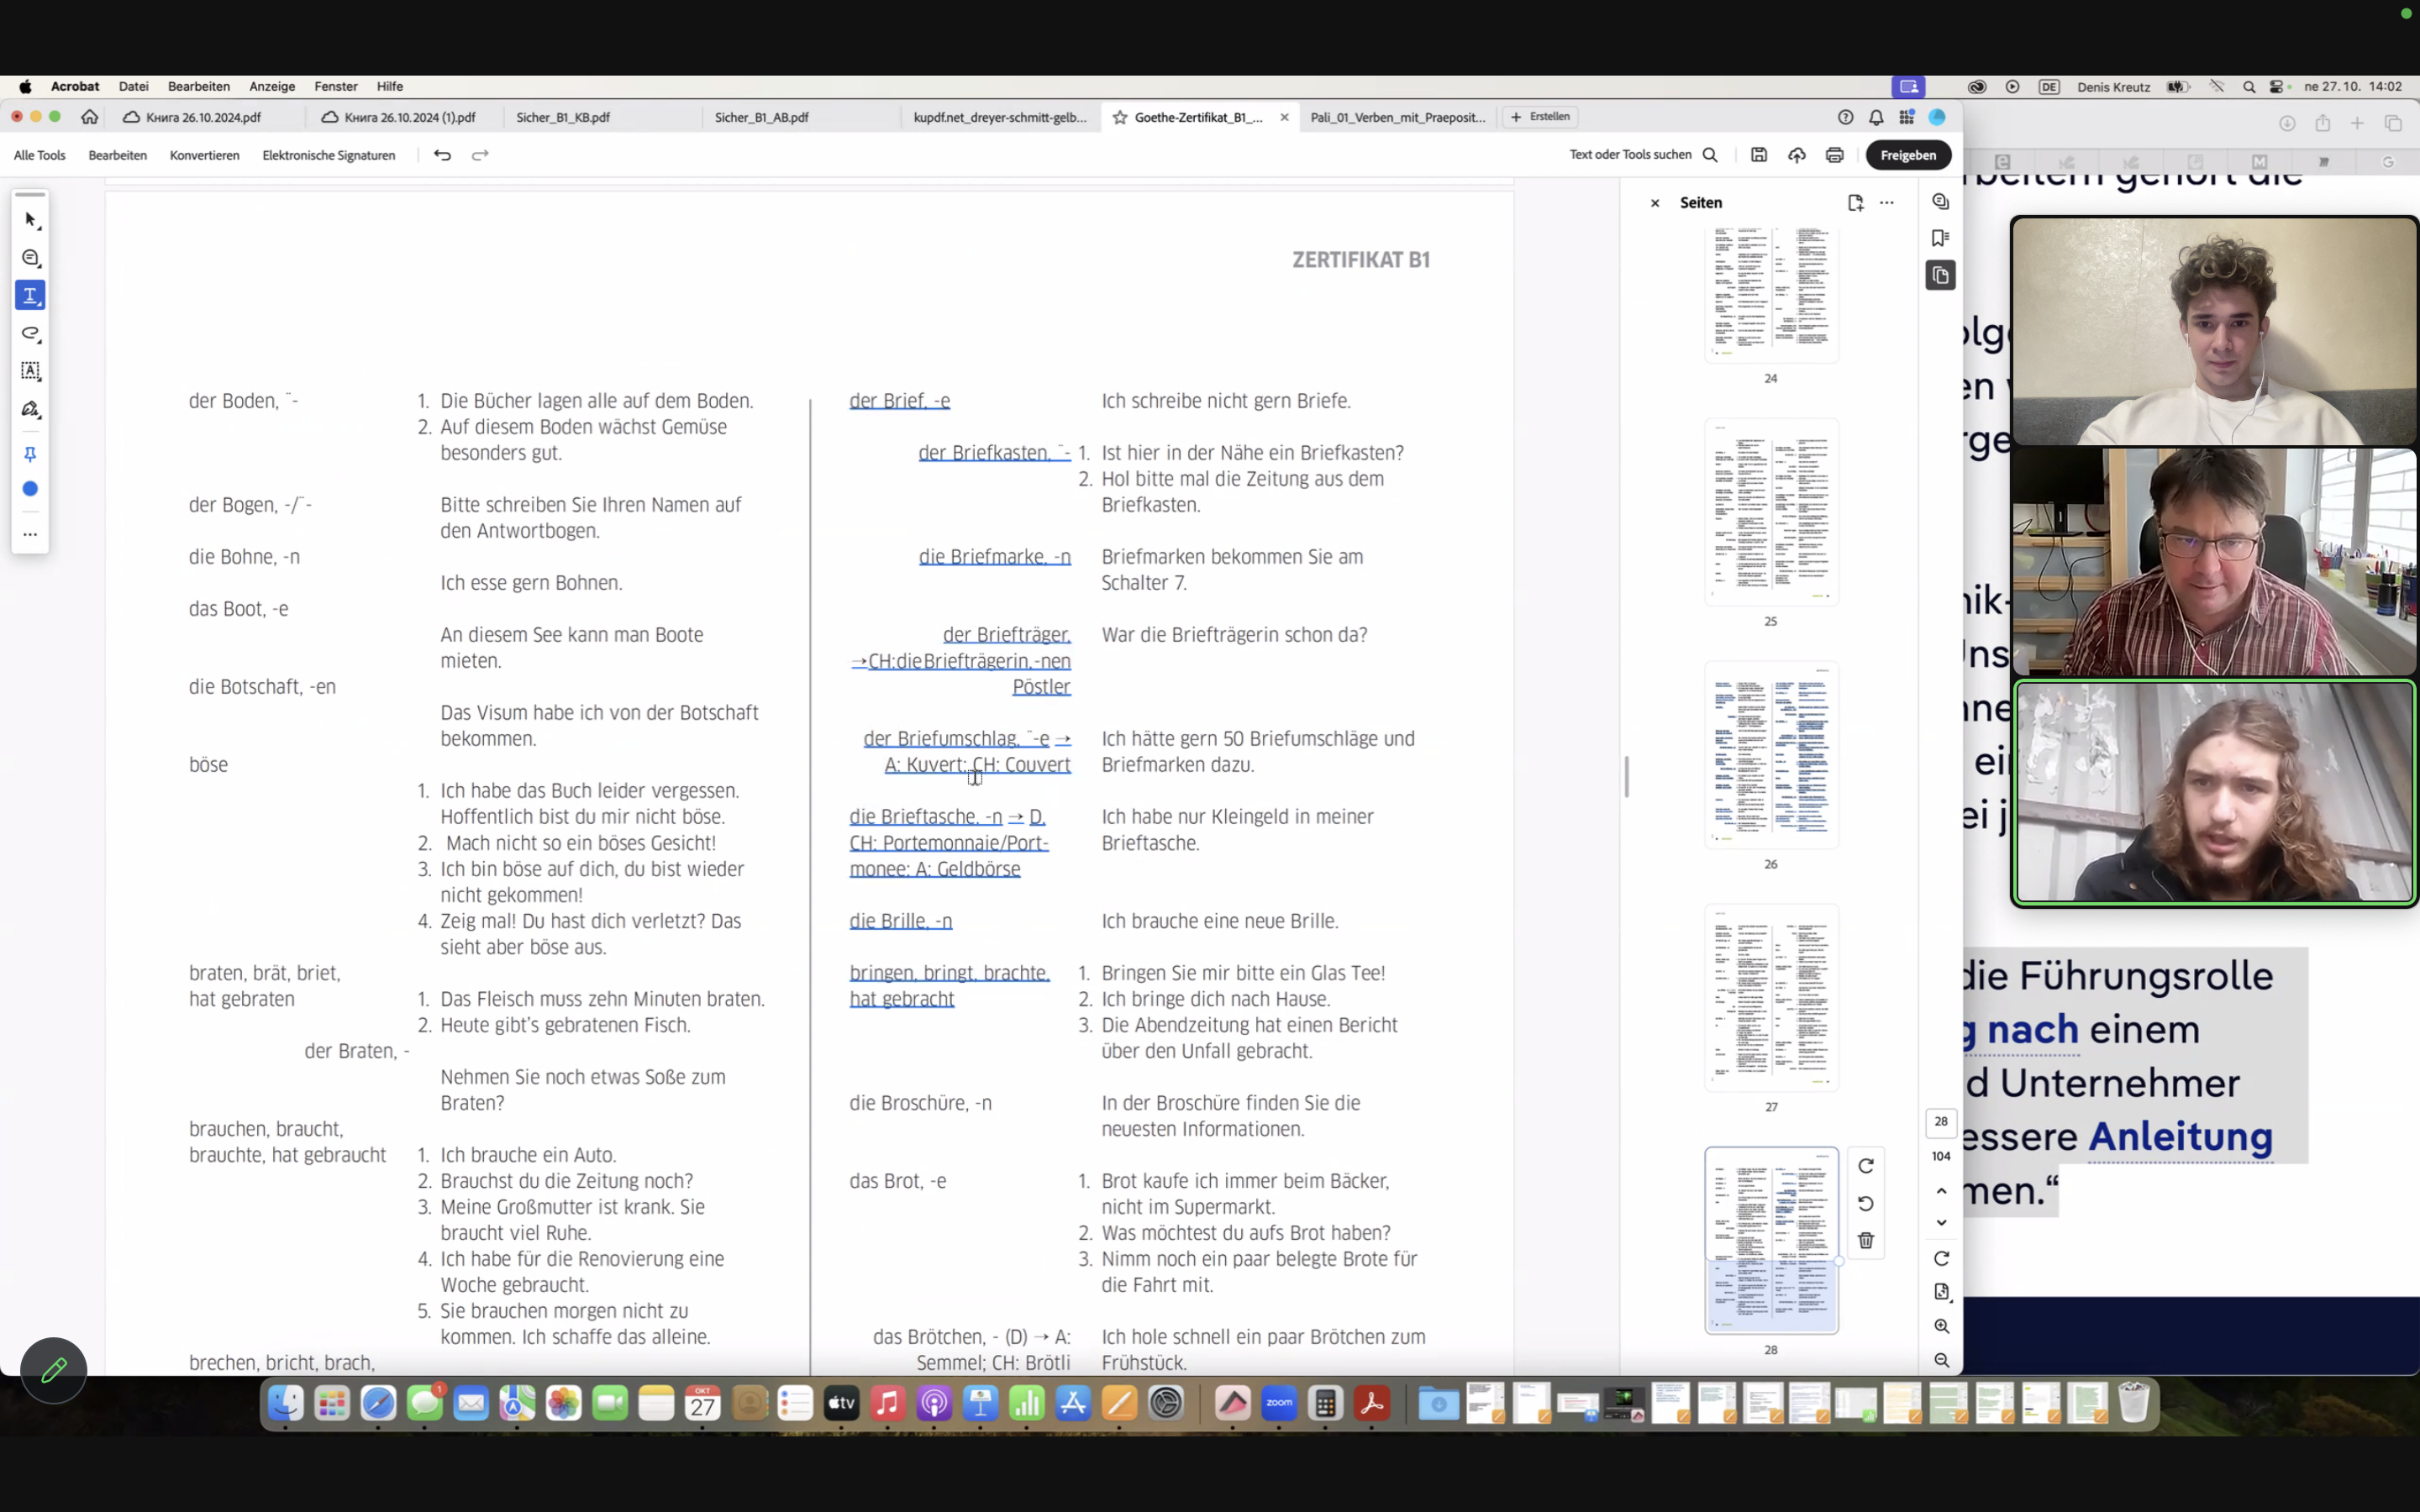 Acrobat Datei Bearbeiten Anzeige Fenster Hilfe
DE Denis Kreutz ne 27. 10. 14:02
Книга 26.10.2024.pdf
Книга 26.10.2024 (1).pdf
Sicher_B1_KB.pdf
Sicher_B1_AB.pdf
kupdf.net_dreyer-schmitt-gelb...
Goethe-Zertifikat_B1_...
Pali_01_Verben_mit_Praeposit...
Erstellen
Alle Tools Bearbeiten Konvertieren Elektronische Signaturen
Text oder Tools suchen
Freigeben
Seiten
ZERTIFIKAT B1
der Boden, ¨-
1. Die Bücher lagen alle auf dem Boden.
2. Auf diesem Boden wächst Gemüse
besonders gut.
der Bogen, -/¨-
Bitte schreiben Sie Ihren Namen auf
den Antwortbogen.
die Bohne, -n
Ich esse gern Bohnen.
das Boot, -e
An diesem See kann man Boote
mieten.
die Botschaft, -en
Das Visum habe ich von der Botschaft
bekommen.
böse
1. Ich habe das Buch leider vergessen.
Hoffentlich bist du mir nicht böse.
2. Mach nicht so ein böses Gesicht!
3. Ich bin böse auf dich, du bist wieder
nicht gekommen!
4. Zeig mal! Du hast dich verletzt? Das
sieht aber böse aus.
braten, brät, briet,
hat gebraten
1. Das Fleisch muss zehn Minuten braten.
2. Heute gibt's gebratenen Fisch.
der Braten, -
Nehmen Sie noch etwas Soße zum
Braten?
brauchen, braucht,
brauchte, hat gebraucht
1. Ich brauche ein Auto.
2. Brauchst du die Zeitung noch?
3. Meine Großmutter ist krank. Sie
braucht viel Ruhe.
4. Ich habe für die Renovierung eine
Woche gebraucht.
5. Sie brauchen morgen nicht zu
kommen. Ich schaffe das alleine.
brechen, bricht, brach,
der Brief, -e
Ich schreibe nicht gern Briefe.
der Briefkasten, ¨-
1. Ist hier in der Nähe ein Briefkasten?
2. Hol bitte mal die Zeitung aus dem
Briefkasten.
die Briefmarke, -n
Briefmarken bekommen Sie am
Schalter 7.
der Briefträger,
→CH:dieBriefträgerin,-nen
Pöstler
War die Briefträgerin schon da?
der Briefumschlag, ¨-e →
A: Kuvert; CH: Couvert
Ich hätte gern 50 Briefumschläge und
Briefmarken dazu.
die Brieftasche, -n → D,
CH: Portemonnaie/Port-
monee; A: Geldbörse
Ich habe nur Kleingeld in meiner
Brieftasche.
die Brille, -n
Ich brauche eine neue Brille.
bringen, bringt, brachte,
hat gebracht
1. Bringen Sie mir bitte ein Glas Tee!
2. Ich bringe dich nach Hause.
3. Die Abendzeitung hat einen Bericht
über den Unfall gebracht.
die Broschüre, -n
In der Broschüre finden Sie die
neuesten Informationen.
das Brot, -e
1. Brot kaufe ich immer beim Bäcker,
nicht im Supermarkt.
2. Was möchtest du aufs Brot haben?
3. Nimm noch ein paar belegte Brote für
die Fahrt mit.
das Brötchen, - (D) → A:
Semmel; CH: Brötli
Ich hole schnell ein paar Brötchen zum
Frühstück.
24
25
26
27
28
28
104
die Führungsrolle
g nach einem
d Unternehmer
essere Anleitung
men.“
OKT
27
tv
zoom
1